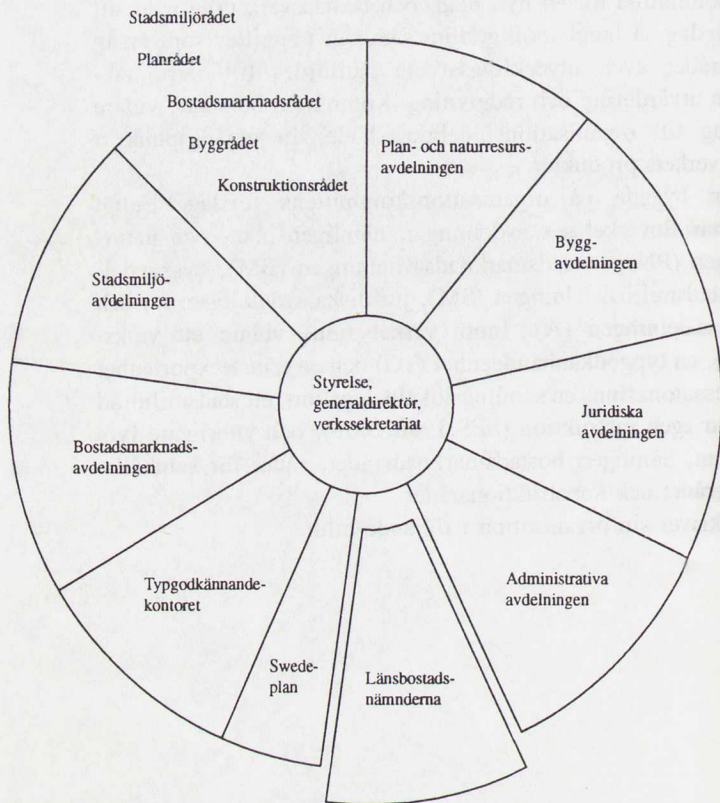 Stadsmiljörådet
Planrådet
Bostadsmarknadsrådet
Byggrådet
Konstruktionsrådet
Plan- och naturresurs-
avdelningen
Bygg-
avdelningen
Stadsmiljö-
avdelningen
Styrelse,
generaldirektör,
verkssekretariat
Juridiska
avdelningen
Bostadsmarknads-
avdelningen
Typgodkännande-
kontoret
Administrativa
avdelningen
Swede-
plan
Länsbostads-
nämnderna